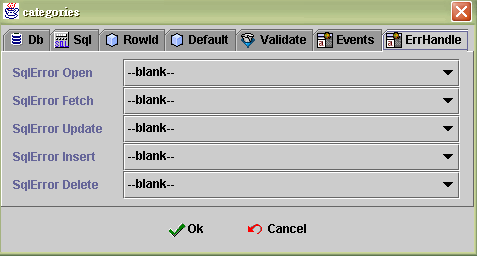 categories
Db Sql RowId Default Validate Events ErrHandle
SqlError Open --blank--
SqlError Fetch --blank--
SqlError Update --blank--
SqlError Insert --blank--
SqlError Delete --blank--
Ok Cancel